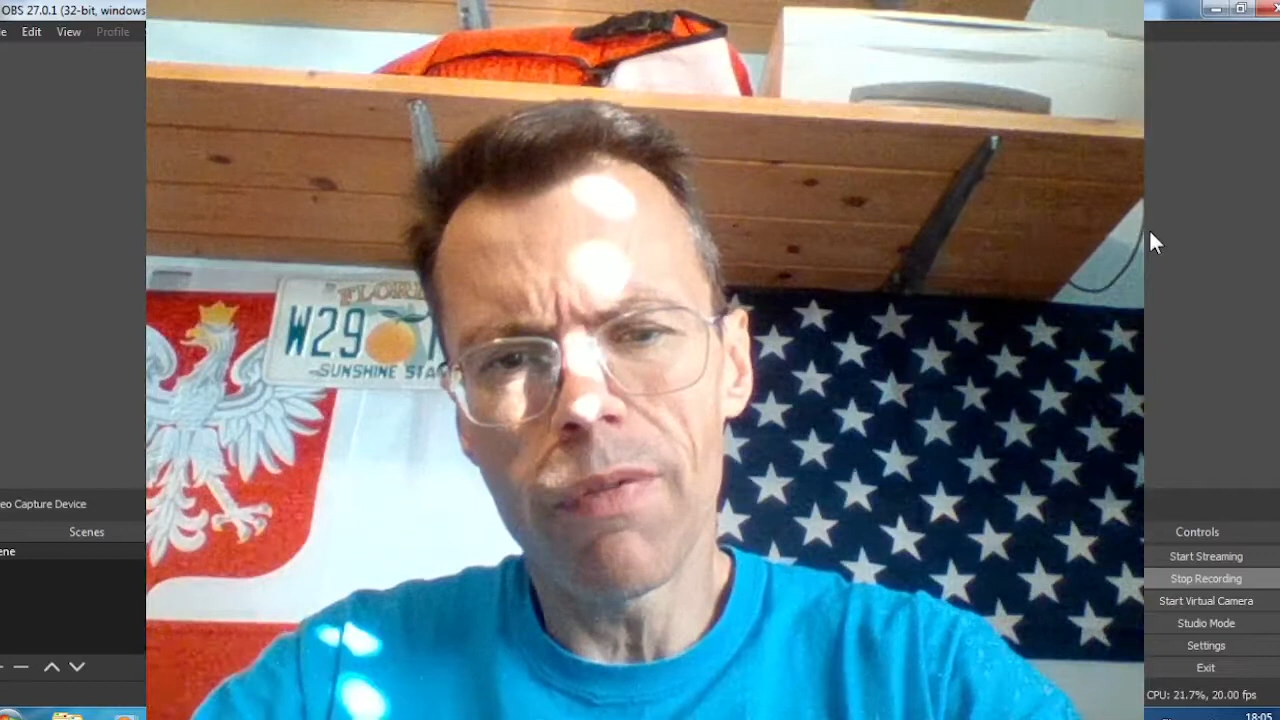 OBS 27.0.1 (32-bit, windows
Edit View Profile
FLOR
W29
SUNSHINE STA
eo Capture Device
Scenes
ene
Controls
Start Streaming
Stop Recording
Start Virtual Camera
Studio Mode
Settings
Exit
CPU: 21.7%, 20.00 fps
18:05